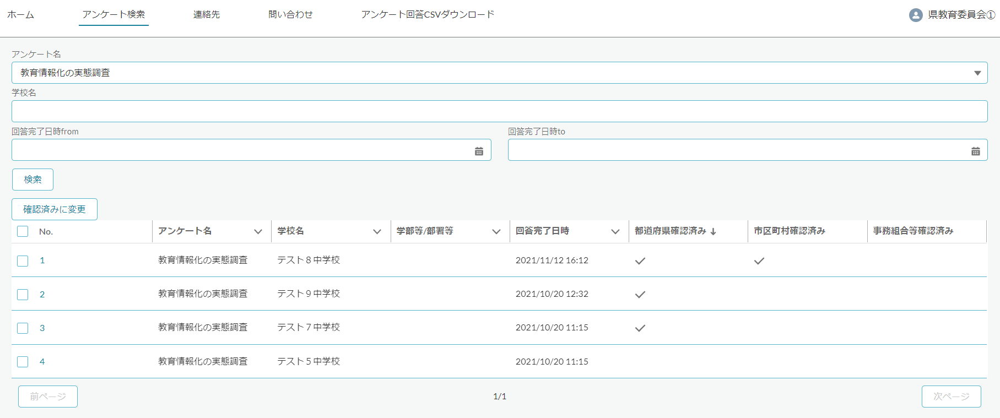 ホーム アンケート検索 連絡先 問い合わせ アンケート回答CSVダウンロード 県教育委員会①
アンケート名
教育情報化の実態調査
学校名
回答完了日時from 回答完了日時to
検索
確認済みに変更
No. アンケート名 学校名 学部等/部署等 回答完了日時 都道府県確認済み 市区町村確認済み 事務組合等確認済み
1 教育情報化の実態調査 テスト８中学校 2021/11/12 16:12
2 教育情報化の実態調査 テスト９中学校 2021/10/20 12:32
3 教育情報化の実態調査 テスト７中学校 2021/10/20 11:15
4 教育情報化の実態調査 テスト５中学校 2021/10/20 11:15
前ページ 1/1 次ページ